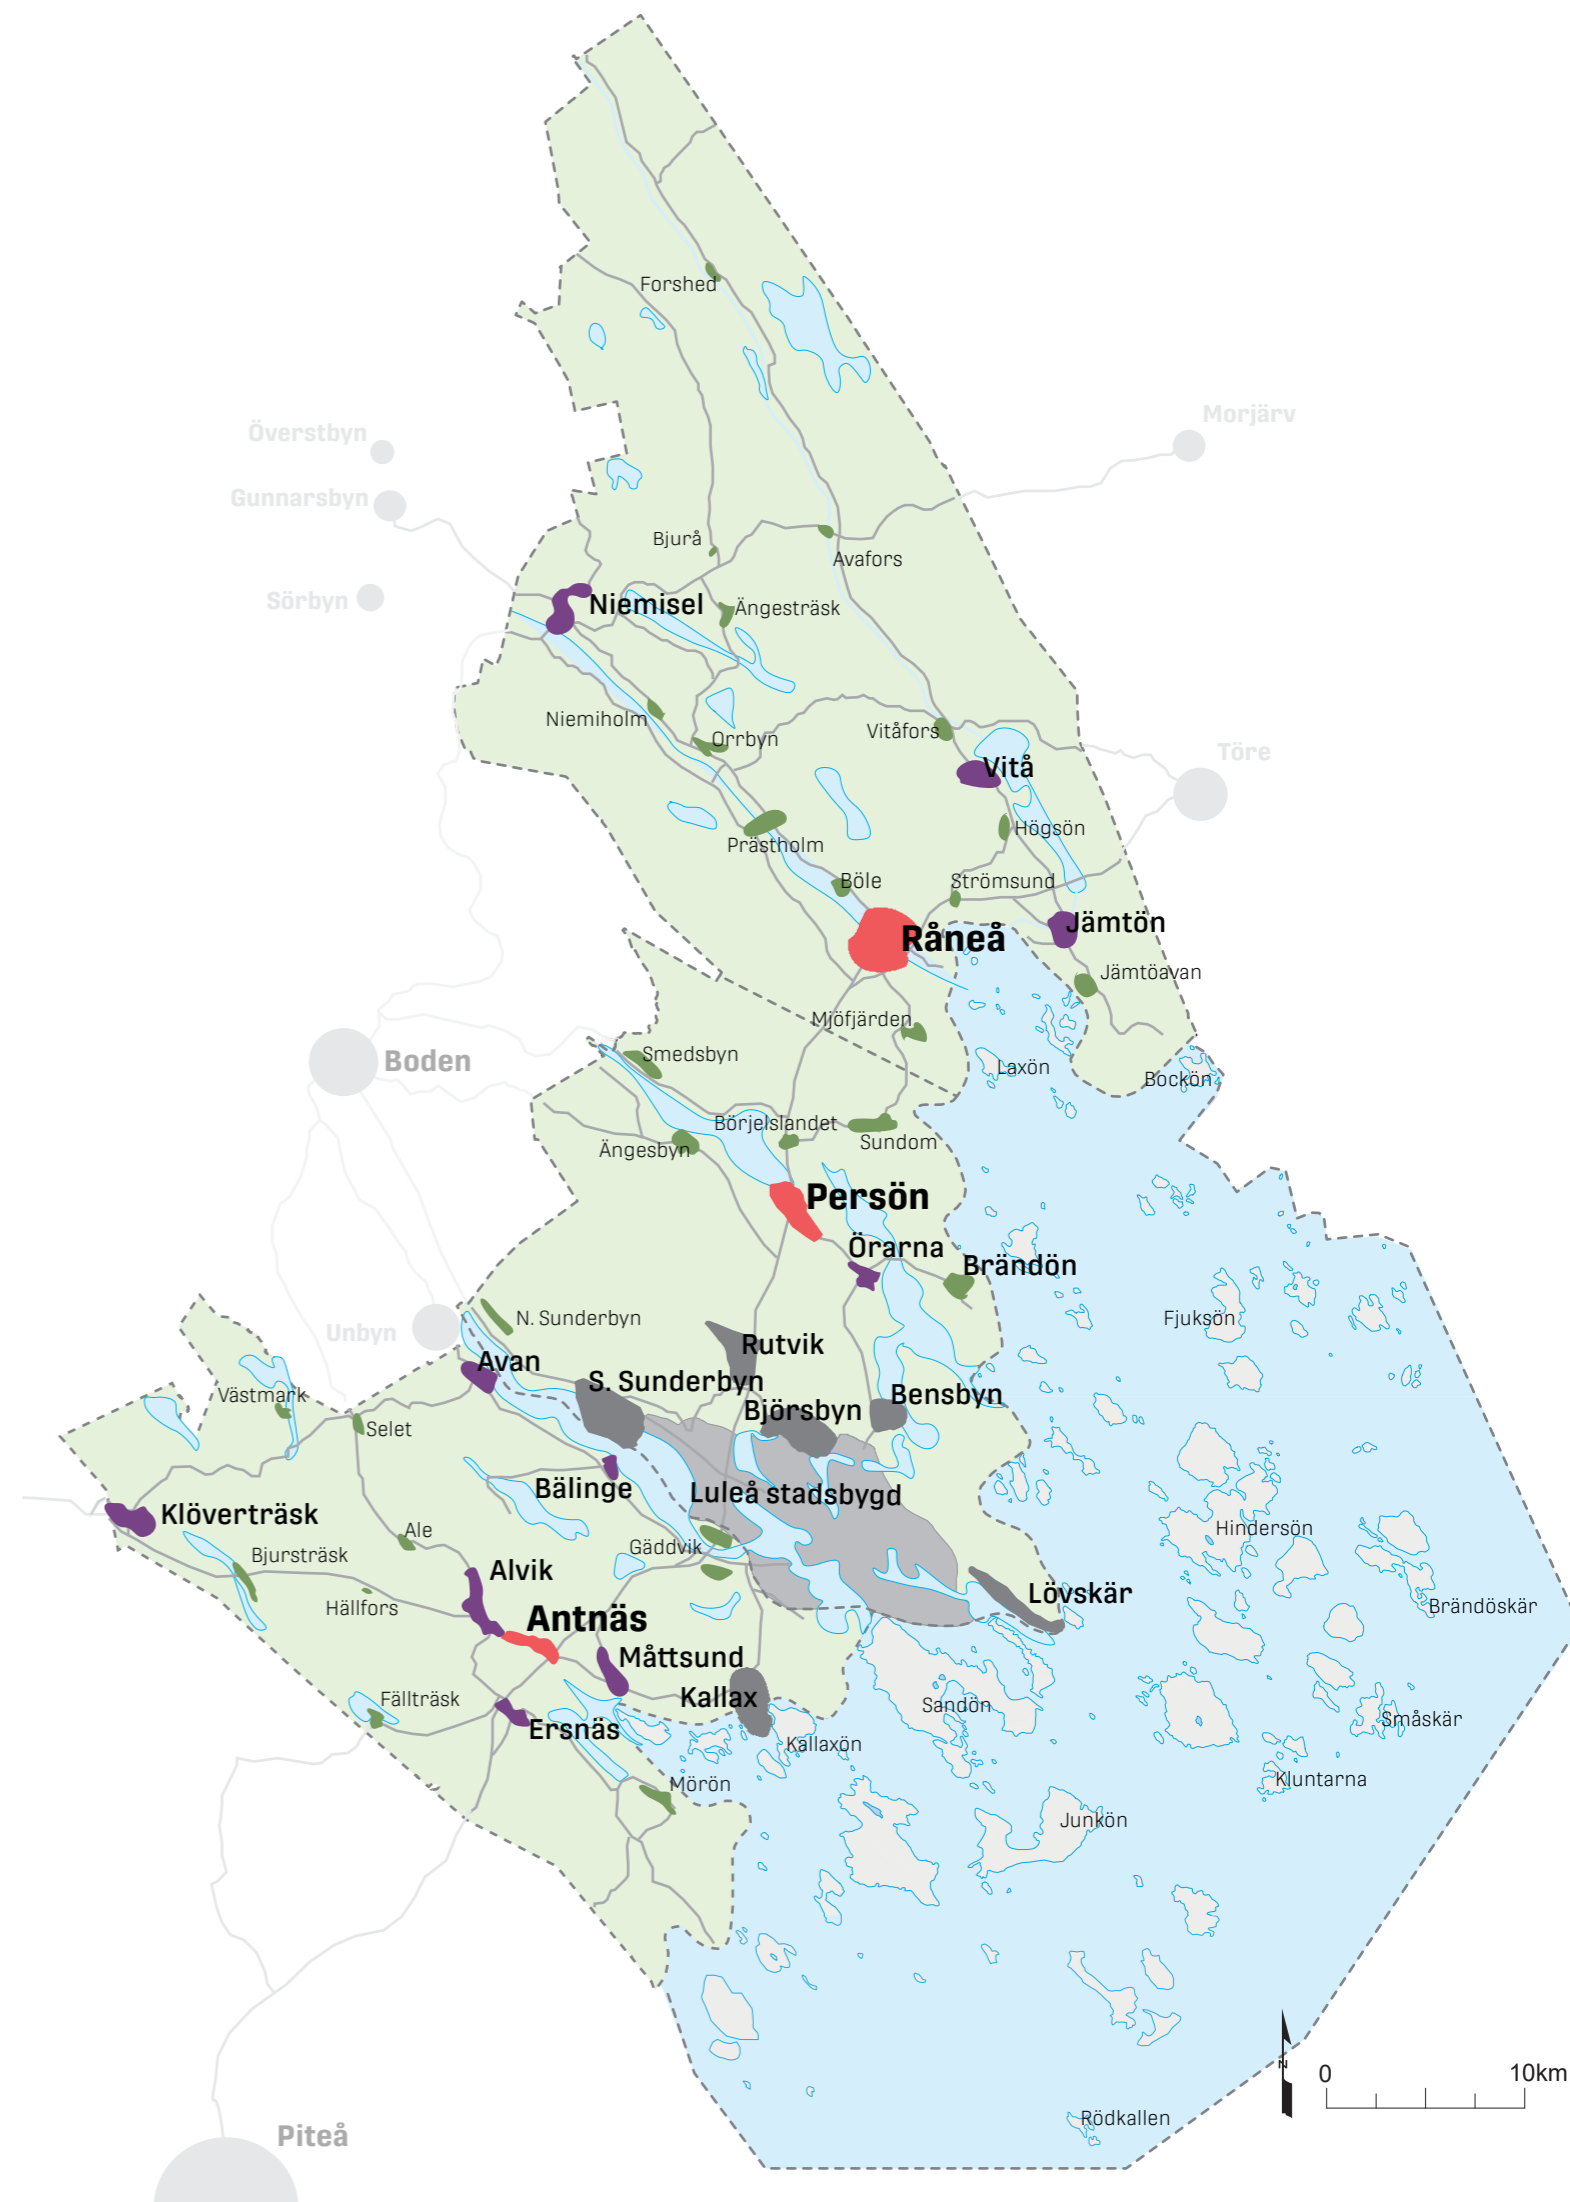 Forshed
Morjärv
Överstbyn
Gunnarsbyn
Bjurå
Avafors
Sörbyn
Niemisel
Ängesträsk
Niemiholm
Orrbyn
Vitåfors
Töre
Vitå
Högsön
Prästholm
Böle
Strömsund
Jämtön
Råneå
Jämtöavan
Mjöfjärden
Smedsbyn
Boden
Laxön
Bockön
Börjelslandet
Sundom
Ängesbyn
Persön
Örarna
Brändön
N. Sunderbyn
Fjuksön
Unbyn
Rutvik
Avan
S. Sunderbyn
Västmark
Bensbyn
Björsbyn
Selet
Bälinge
Luleå stadsbygd
Klöverträsk
Ale
Hindersön
Gäddvik
Bjursträsk
Alvik
Lövskär
Hällfors
Brändöskär
Antnäs
Måttsund
Kallax
Fällträsk
Sandön
Småskär
Ersnäs
Kallaxön
Kluntarna
Mörön
Junkön
N
0 10km
Rödkallen
Piteå